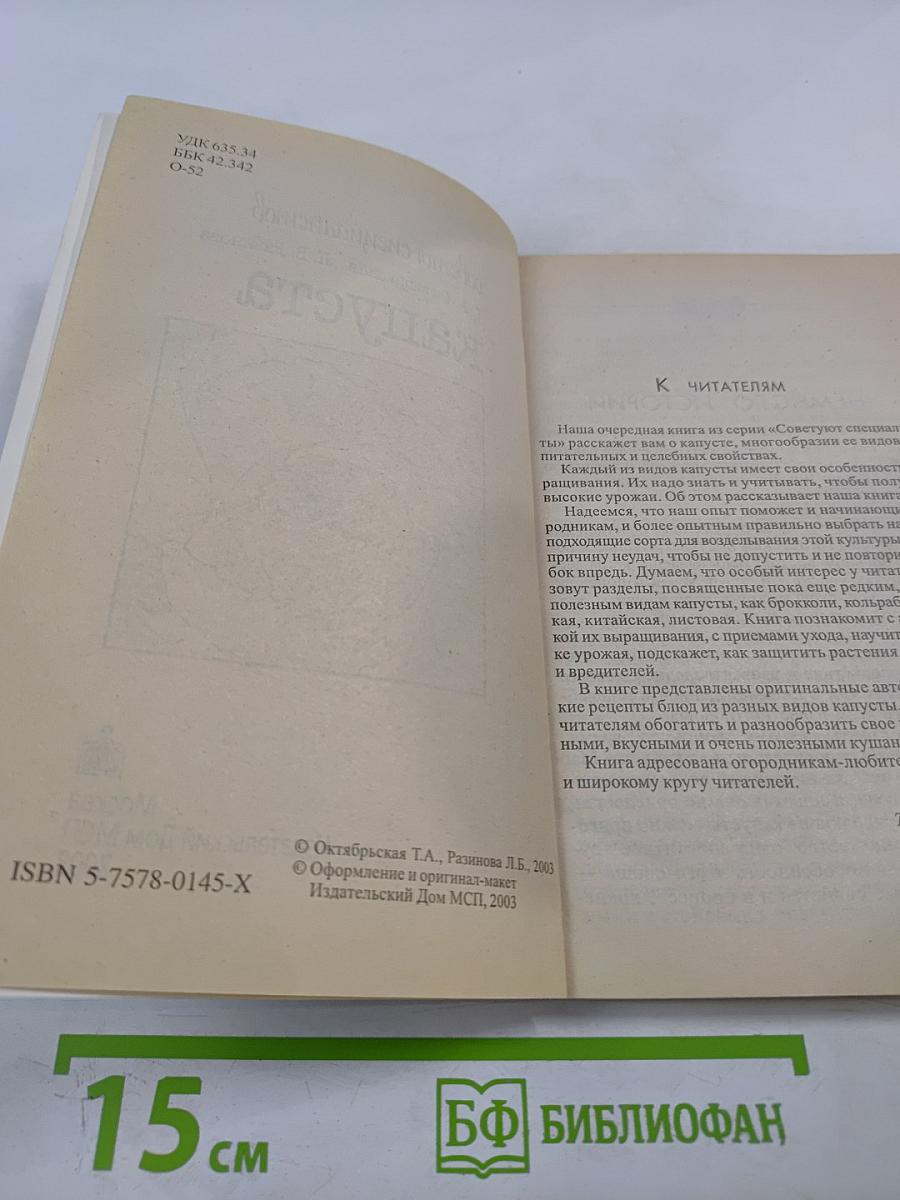 УДК 635.34
ББК 42.342
О-52
капуста
© Октябрьская Т.А., Разинова Л.Б., 2003
© Оформление и оригинал-макет
Издательский Дом МСП, 2003
ISBN 5-7578-0145-X
К ЧИТАТЕЛЯМ
Наша очередная книга из серии «Советуют специал
ты» расскажет вам о капусте, многообразии ее видов
питательных и целебных свойствах.
Каждый из видов капусты имеет свои особенност
ращивания. Их надо знать и учитывать, чтобы полу
высокие урожаи. Об этом рассказывает наша книга
Надеемся, что наш опыт поможет и начинающи
родникам, и более опытным правильно выбрать на
подходящие сорта для возделывания этой культуры
причину неудач, чтобы не допустить и не повтори
бок впредь. Думаем, что особый интерес у читат
зовут разделы, посвященные пока еще редким,
полезным видам капусты, как брокколи, кольраб
кая, китайская, листовая. Книга познакомит с а
кой их выращивания, с приемами ухода, научит
ке урожая, подскажет, как защитить растения
и вредителей.
В книге представлены оригинальные авто
кие рецепты блюд из разных видов капусты.
читателям обогатить и разнообразить свое
ными, вкусными и очень полезными кушан
Книга адресована огородникам-любите
и широкому кругу читателей.
15 см
БФ БИБЛИОФАН